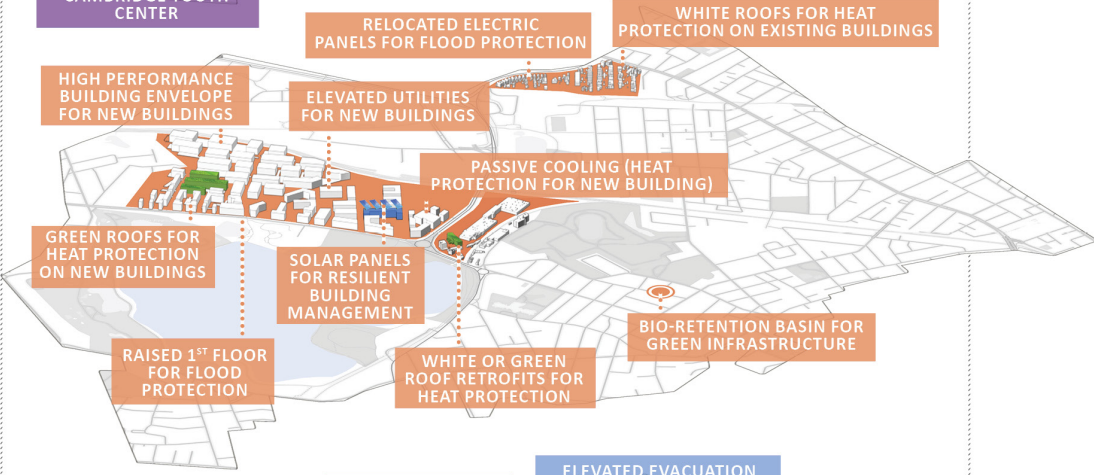 CAMBRIDGE YOUTH
CENTER
RELOCATED ELECTRIC
PANELS FOR FLOOD PROTECTION
WHITE ROOFS FOR HEAT
PROTECTION ON EXISTING BUILDINGS
HIGH PERFORMANCE
BUILDING ENVELOPE
FOR NEW BUILDINGS
ELEVATED UTILITIES
FOR NEW BUILDINGS
PASSIVE COOLING (HEAT
PROTECTION FOR NEW BUILDING)
GREEN ROOFS FOR
HEAT PROTECTION
ON NEW BUILDINGS
SOLAR PANELS
FOR RESILIENT
BUILDING
MANAGEMENT
BIO-RETENTION BASIN FOR
GREEN INFRASTRUCTURE
RAISED 1ST FLOOR
FOR FLOOD
PROTECTION
WHITE OR GREEN
ROOF RETROFITS FOR
HEAT PROTECTION
ELEVATED EVACUATION